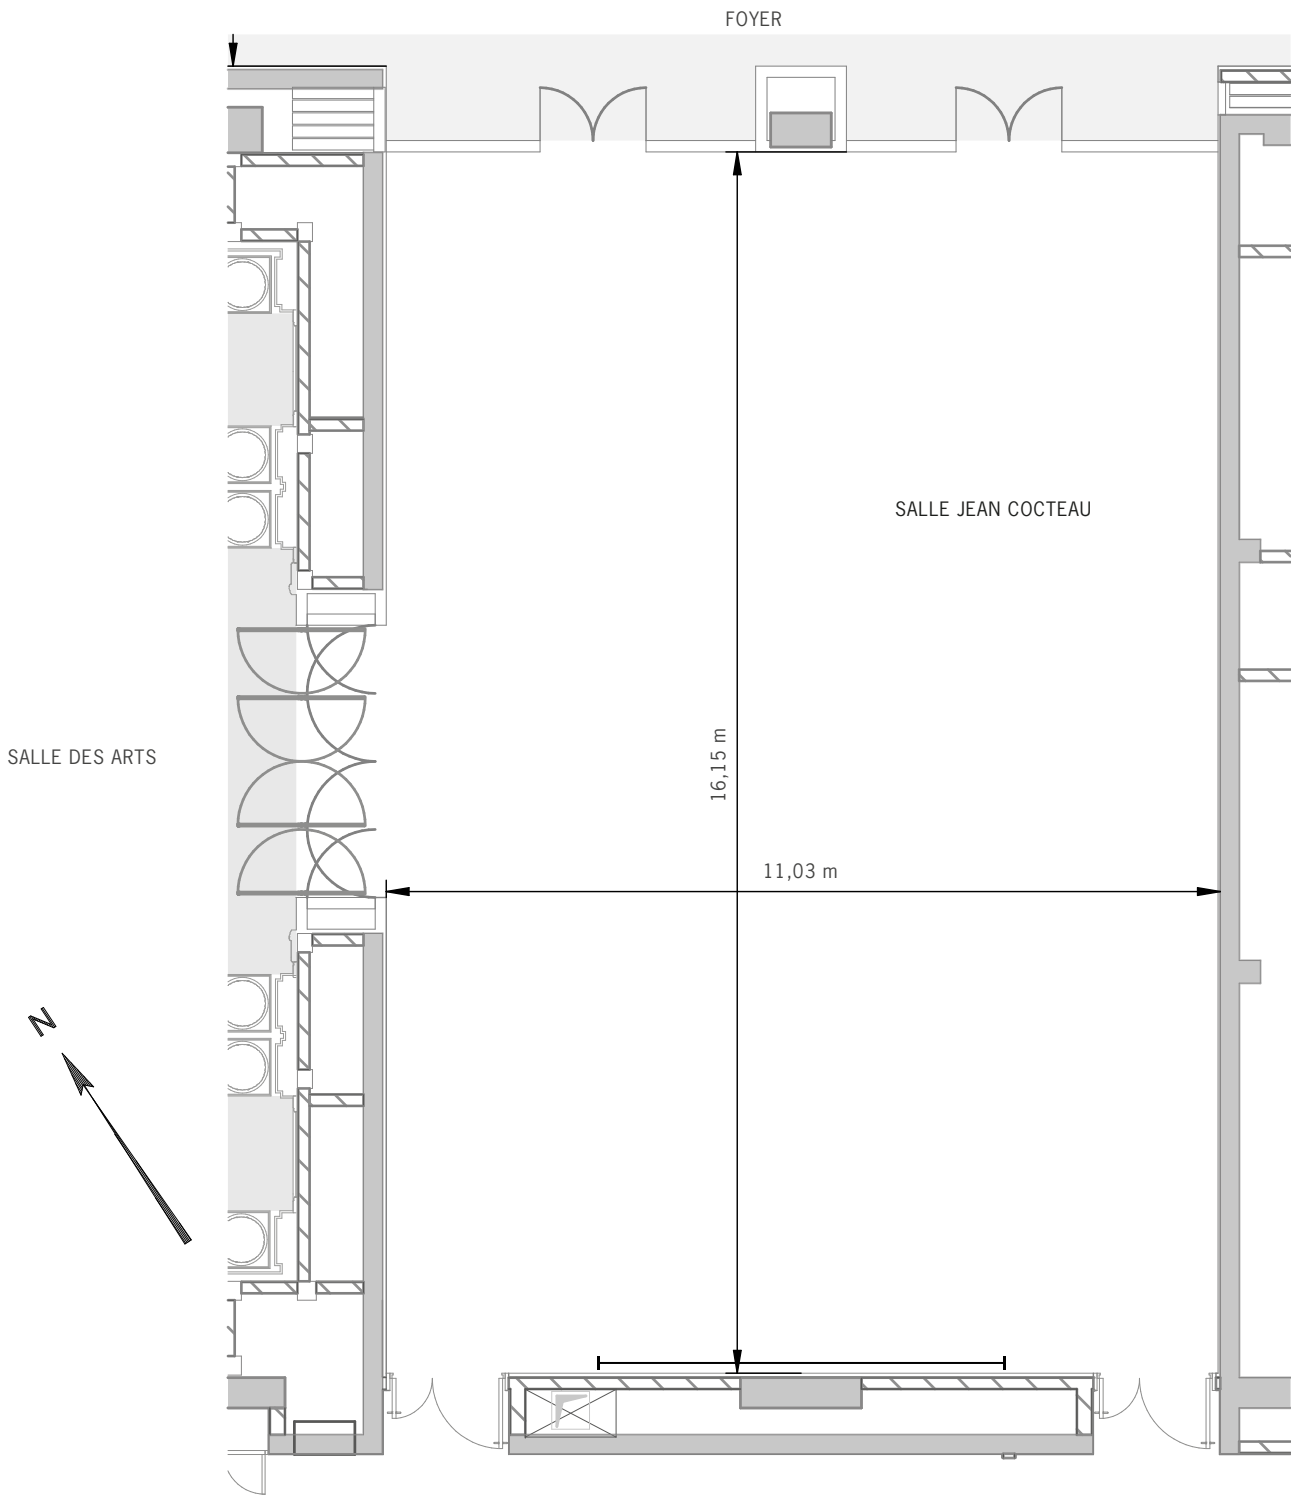 FOYER
SALLE JEAN COCTEAU
16,15 m
SALLE DES ARTS
11,03 m
N